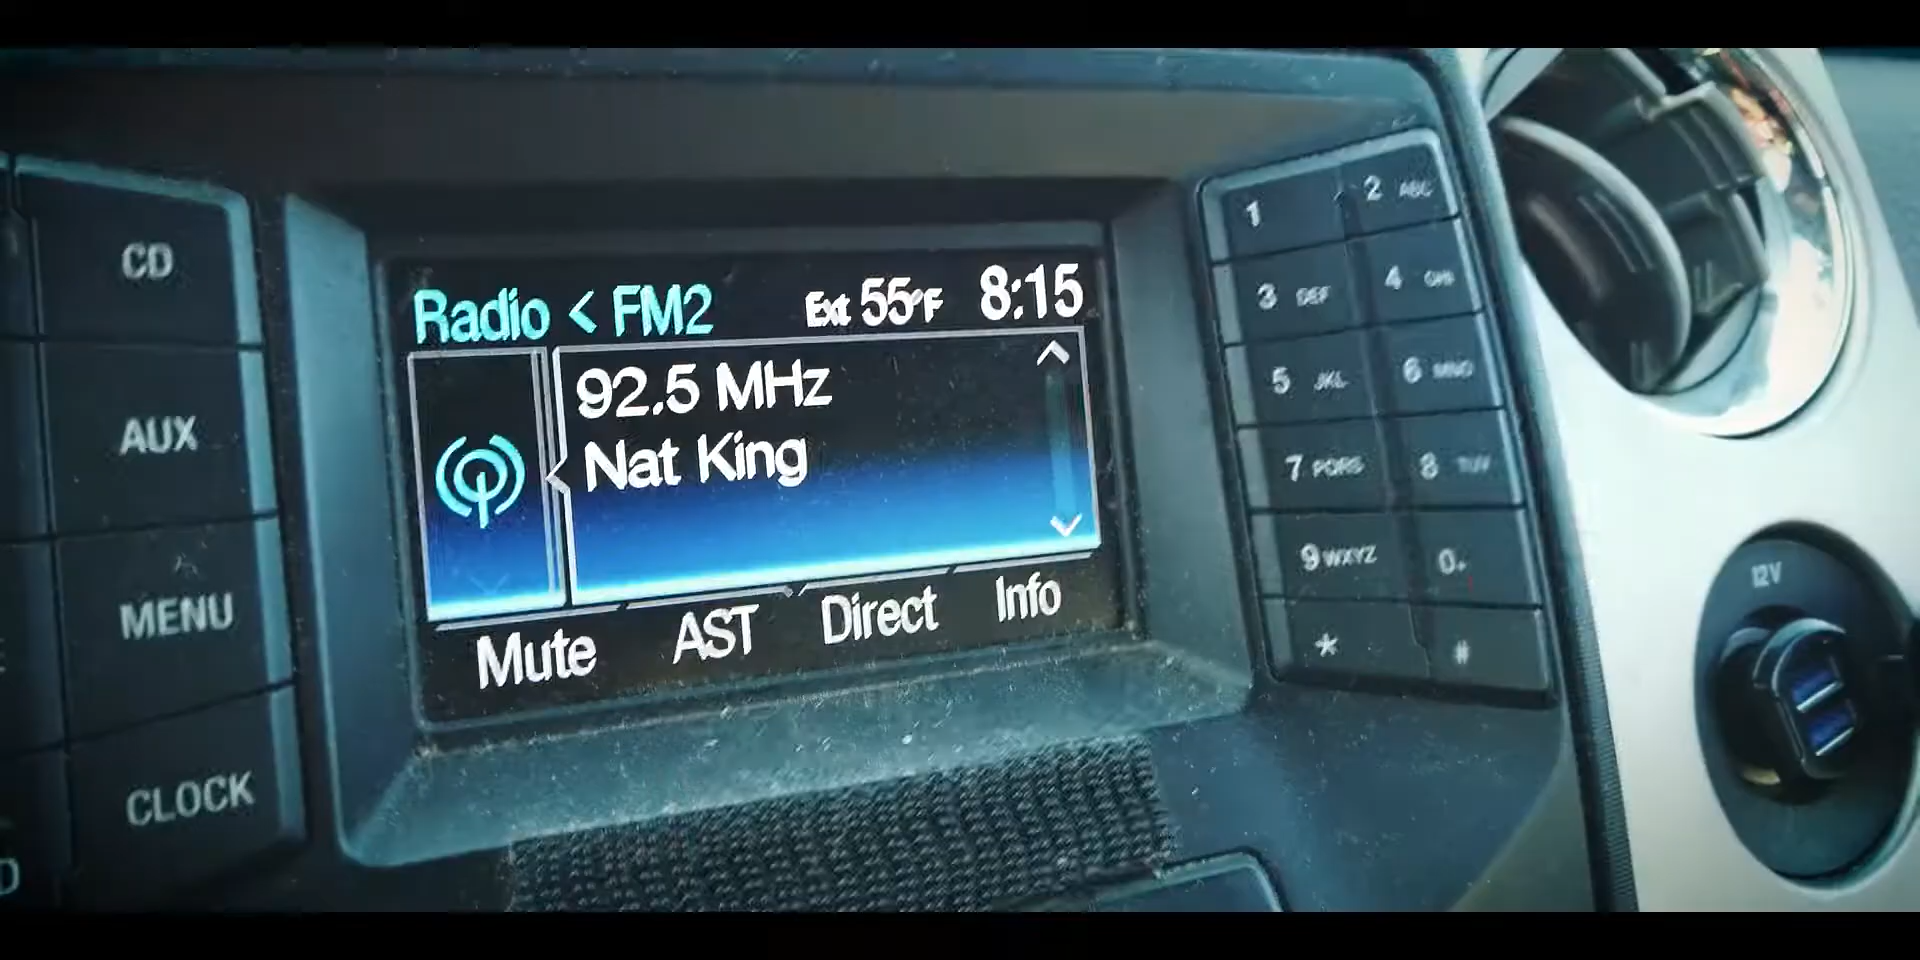 CD
AUX
MENU
CLOCK
D
Radio < FM2 Ext 55°F 8:15
92.5 MHz
Nat King
Mute AST Direct Info
1 2 ABC
3 DEF 4 GHI
5 JKL 6 MNO
7 PQRS 8 TUV
9 WXYZ 0+
* #
12V